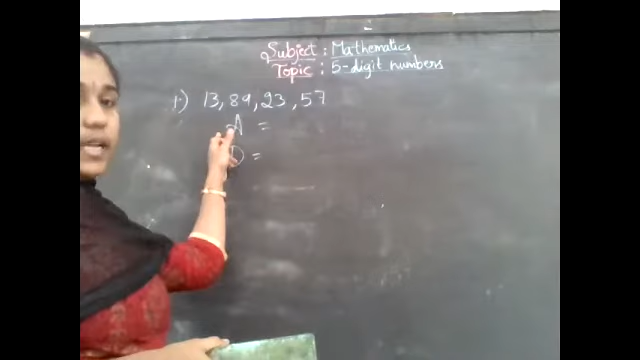 Subject : Mathematics
Topic : 5-digit numbers
1) 13, 89, 23, 57
A =
D =